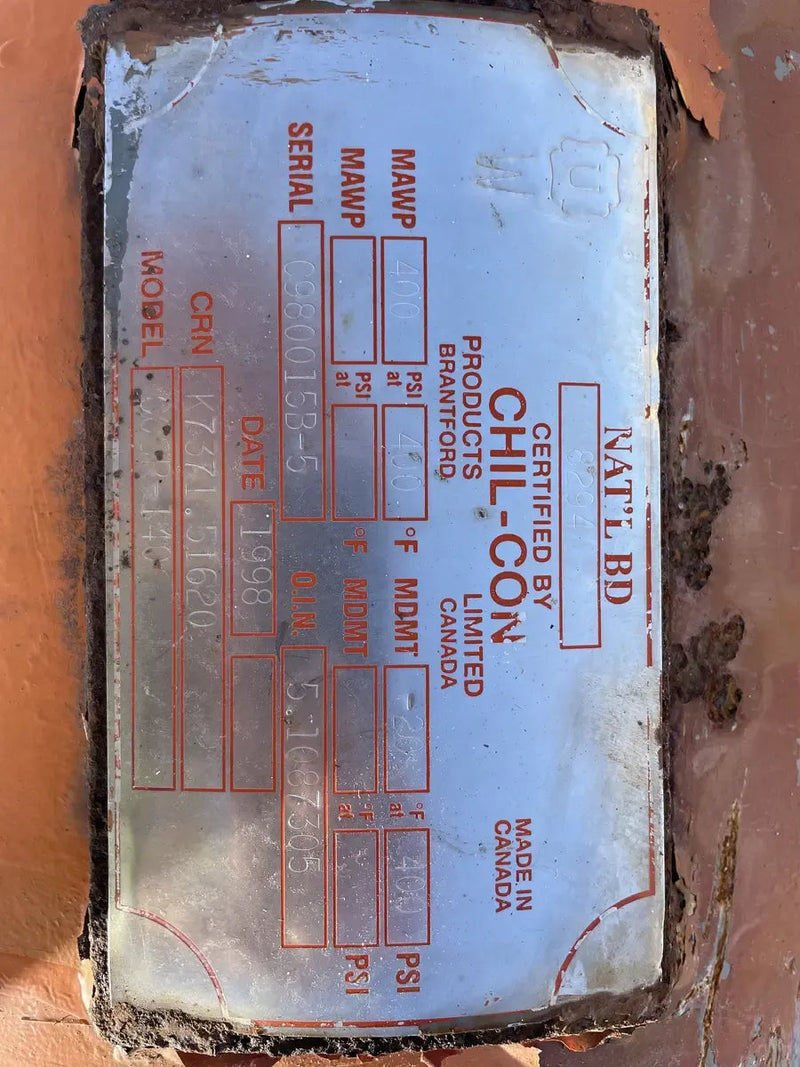 NAT'L BD
8294
U
W
CERTIFIED BY
CHIL-CON
PRODUCTS LIMITED
BRANTFORD CANADA
MADE IN
CANADA
MAWP 400 PSI at 400 °F MDMT -20 °F at 400 PSI
MAWP PSI at °F MDMT °F at PSI
SERIAL C980015B-5 O.I.N. 5.1087305
DATE 1998
CRN K7371.51620
MODEL